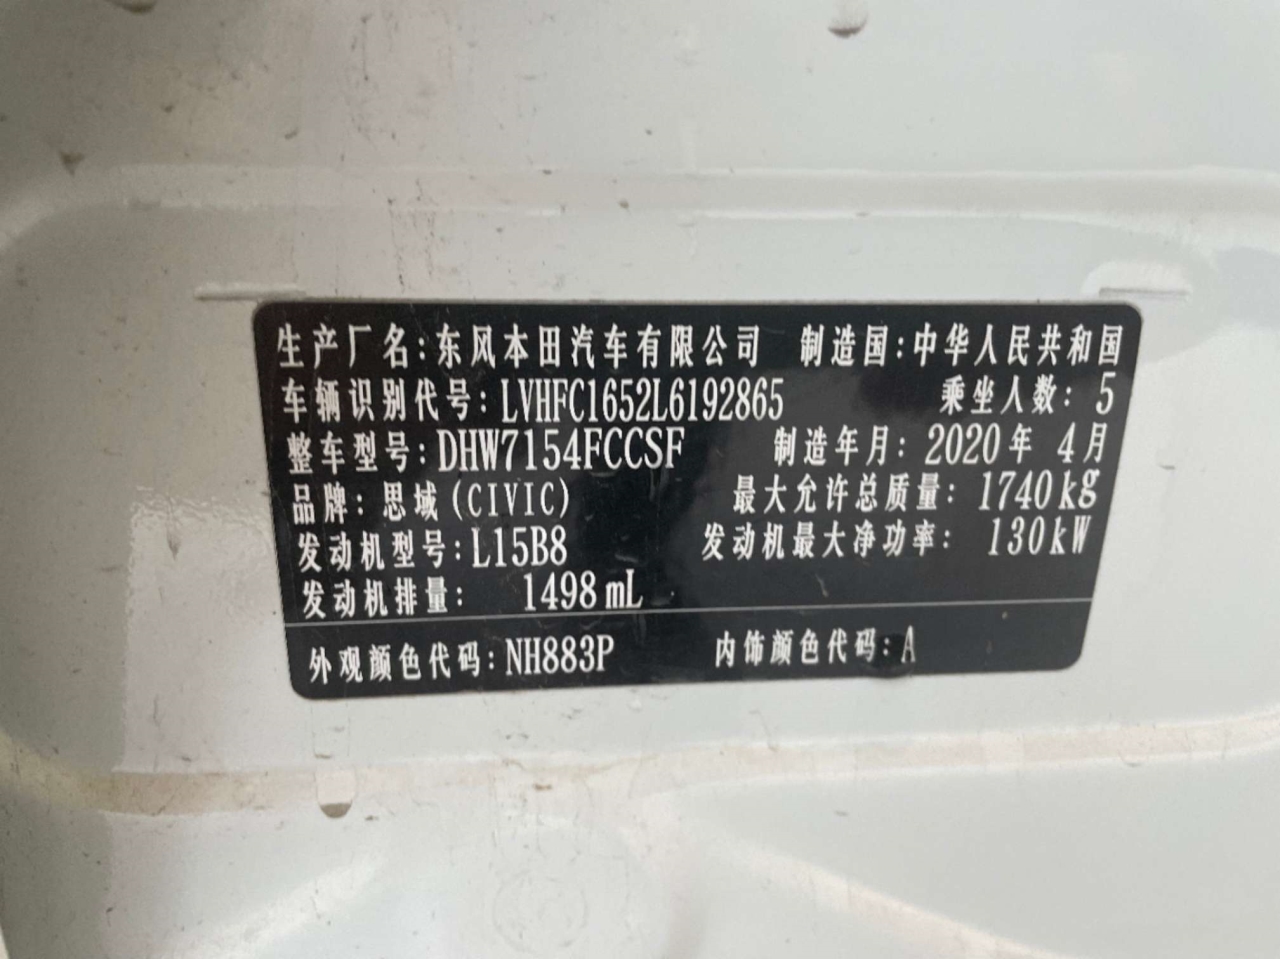 生产厂名:东风本田汽车有限公司 制造国:中华人民共和国
车辆识别代号:LVHFC1652L6192865 乘坐人数:5
整车型号:DHW7154FCCSF 制造年月:2020年 4月
品牌:思域(CIVIC) 最大允许总质量:1740kg
发动机型号:L15B8 发动机最大净功率:130kW
发动机排量:1498mL
外观颜色代码:NH883P 内饰颜色代码:A